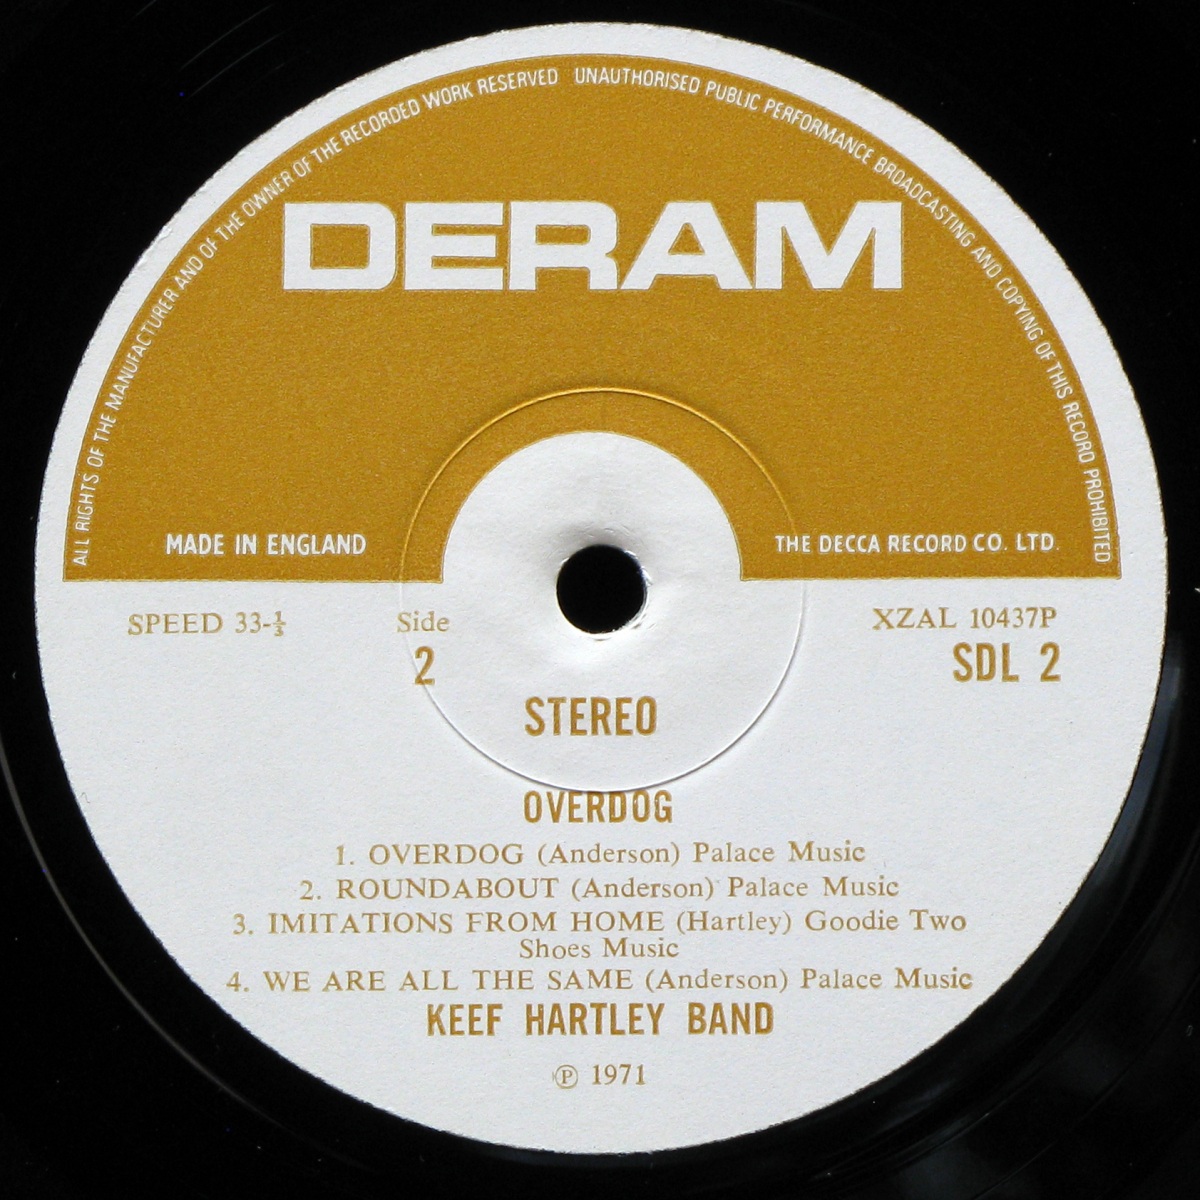 ALL RIGHTS OF THE MANUFACTURER AND OF THE OWNER OF THE RECORDED WORK RESERVED UNAUTHORISED PUBLIC PERFORMANCE BROADCASTING AND COPYING OF THIS RECORD PROHIBITED
DERAM
MADE IN ENGLAND
THE DECCA RECORD CO. LTD.
SPEED 33-⅓
Side
2
XZAL 10437P
SDL 2
STEREO
OVERDOG
1. OVERDOG (Anderson) Palace Music
2. ROUNDABOUT (Anderson) Palace Music
3. IMITATIONS FROM HOME (Hartley) Goodie Two
Shoes Music
4. WE ARE ALL THE SAME (Anderson) Palace Music
KEEF HARTLEY BAND
℗ 1971